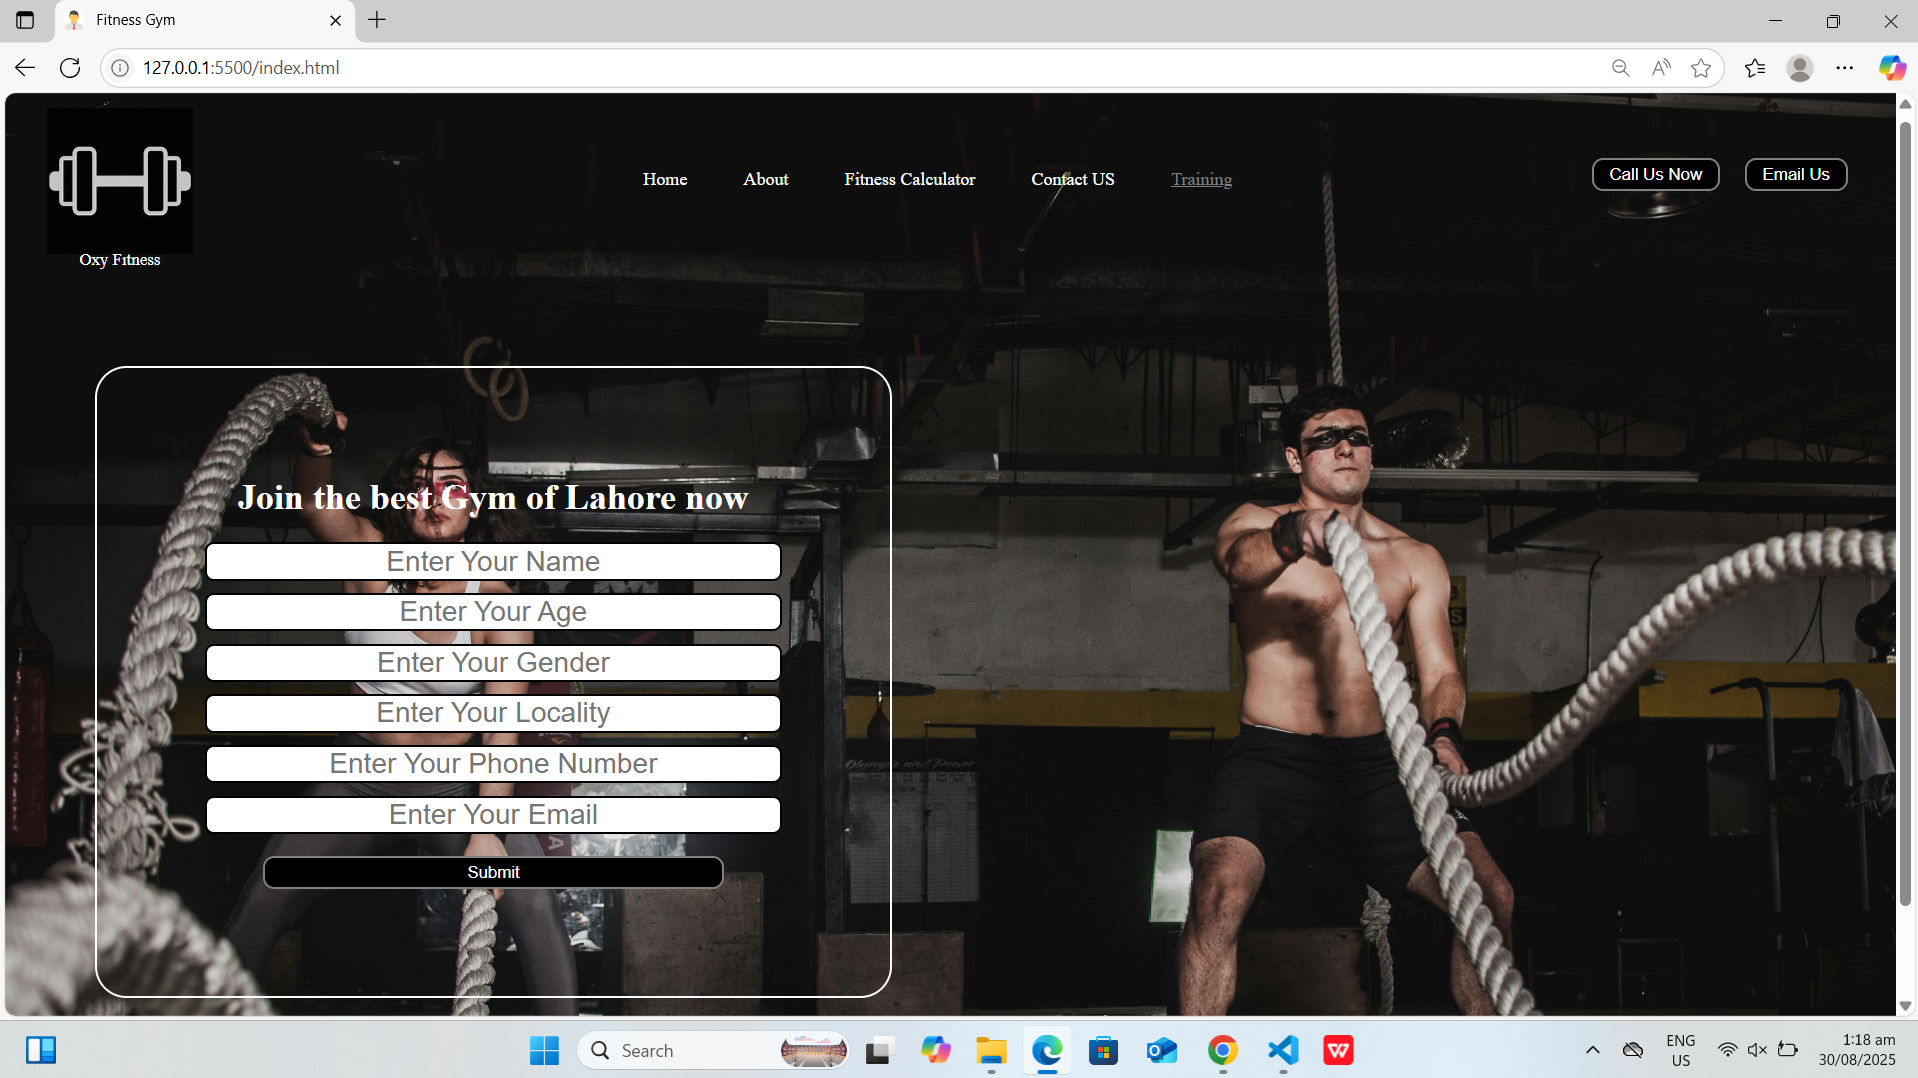 Fitness Gym
127.0.0.1:5500/index.html
Home About Fitness Calculator Contact US Training
Call Us Now Email Us
Oxy Fitness
Join the best Gym of Lahore now
Enter Your Name
Enter Your Age
Enter Your Gender
Enter Your Locality
Enter Your Phone Number
Enter Your Email
Submit
Olympic and Power
Search
ENG
US
1:18 am
30/08/2025